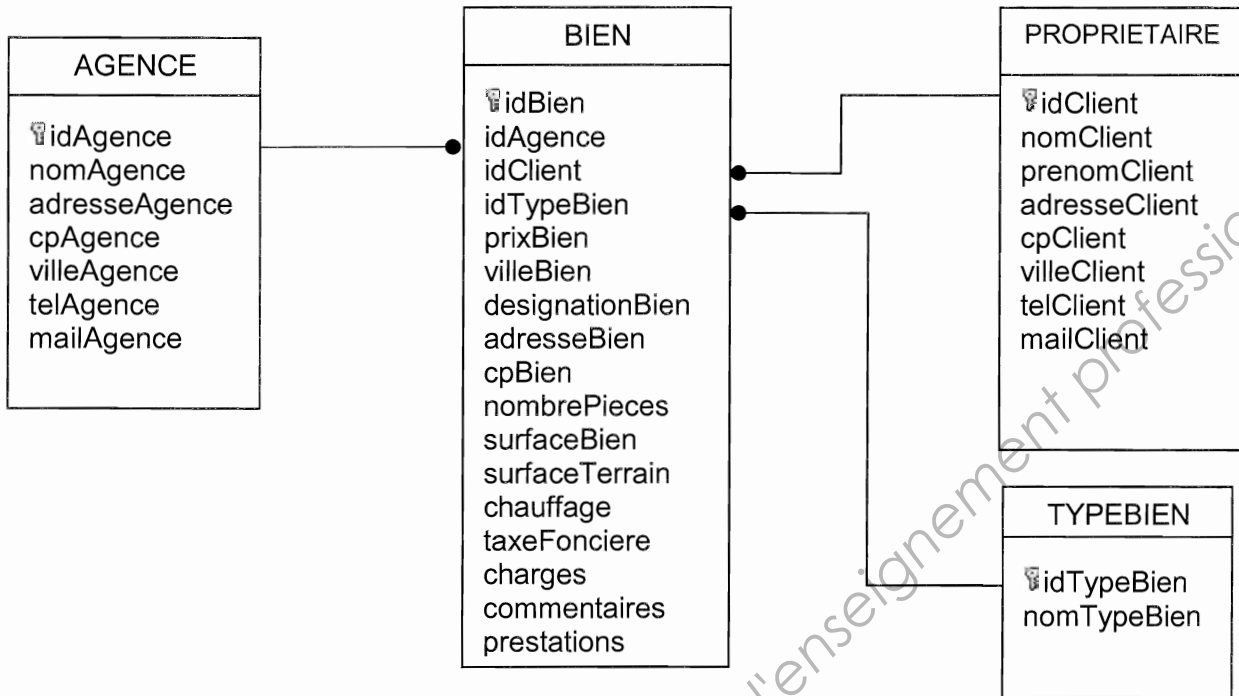 AGENCE
idAgence
nomAgence
adresseAgence
cpAgence
villeAgence
telAgence
mailAgence
BIEN
idBien
idAgence
idClient
idTypeBien
prixBien
villeBien
designationBien
adresseBien
cpBien
nombrePieces
surfaceBien
surfaceTerrain
chauffage
taxeFonciere
charges
commentaires
prestations
PROPRIETAIRE
idClient
nomClient
prenomClient
adresseClient
cpClient
villeClient
telClient
mailClient
TYPEBIEN
idTypeBien
nomTypeBien
l'enseignement